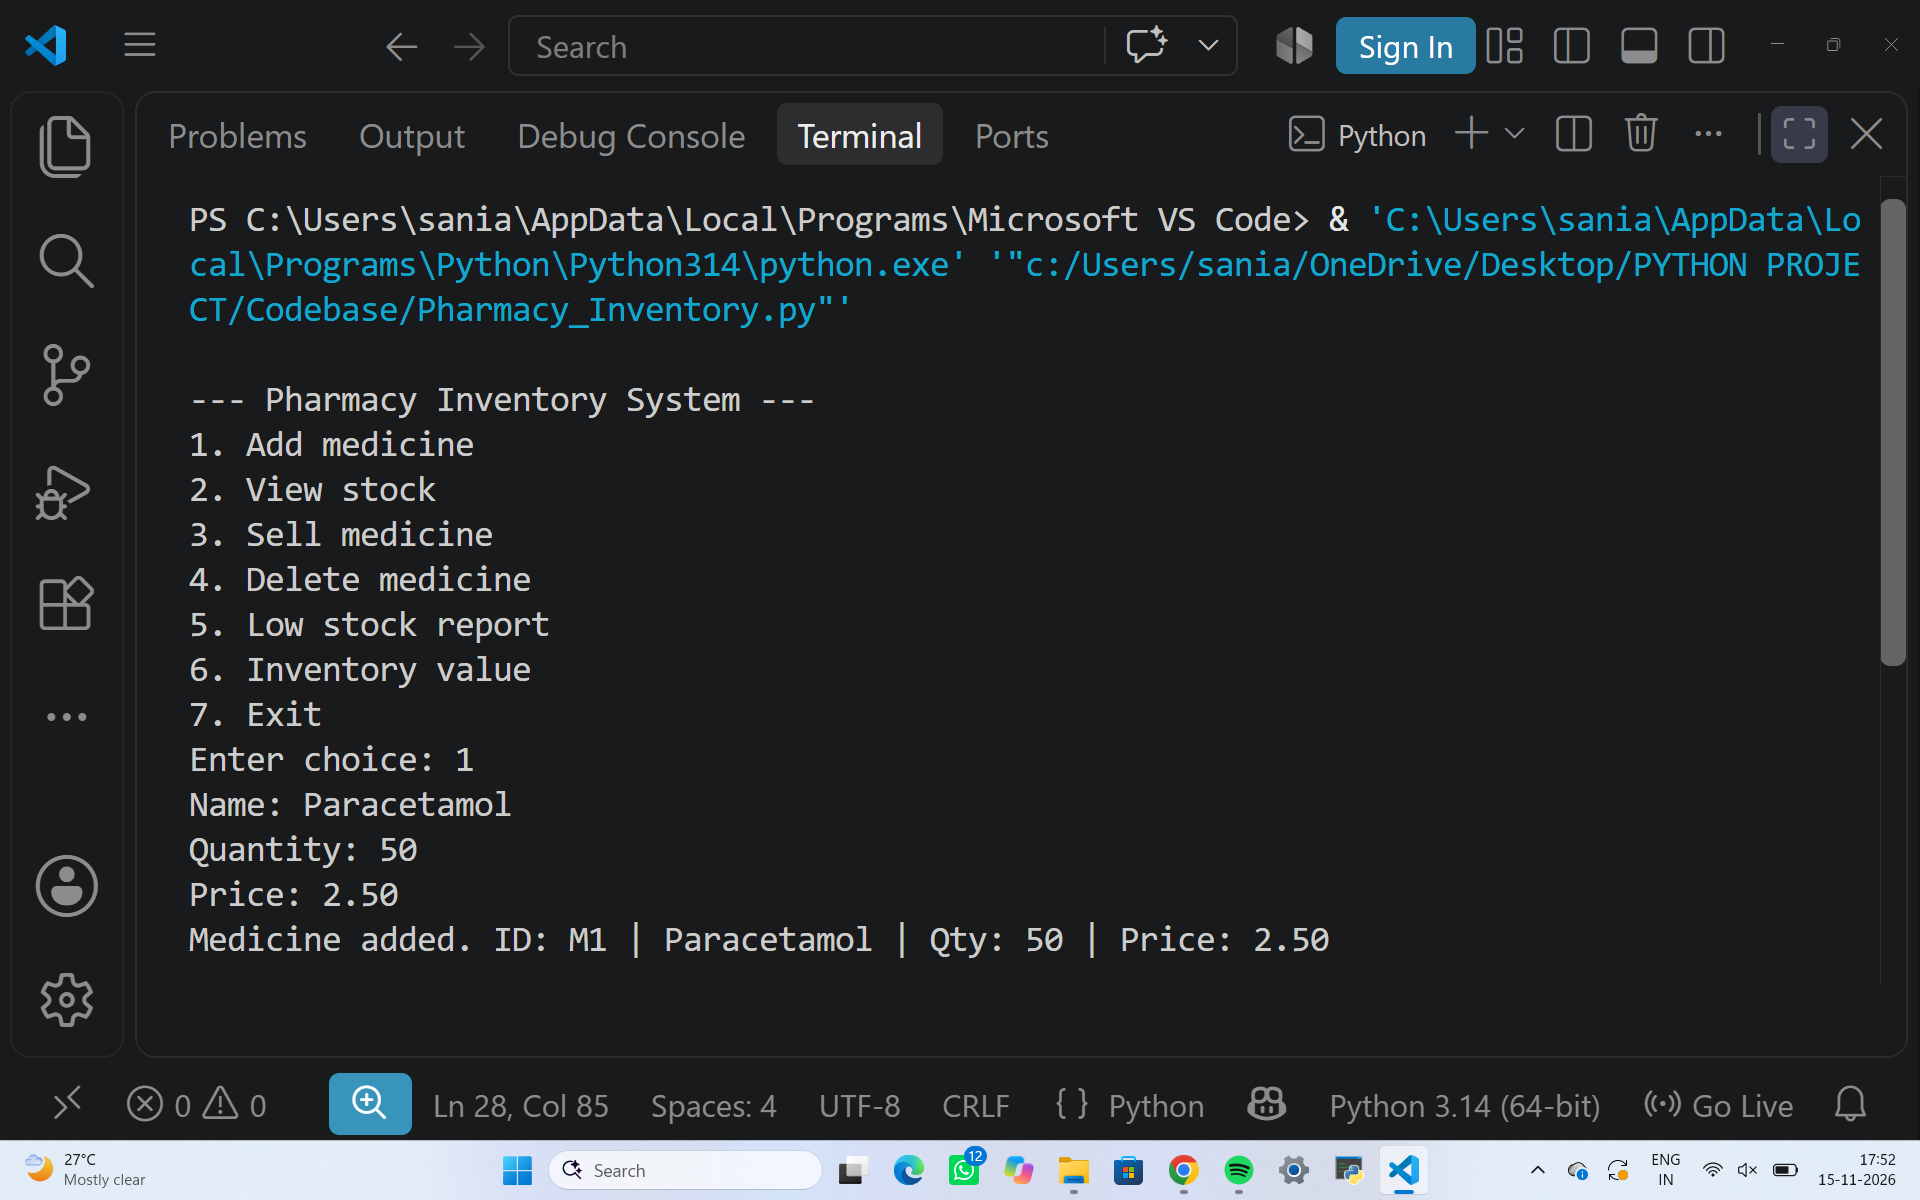 Search
Sign In
Problems Output Debug Console Terminal Ports Python
PS C:\Users\sania\AppData\Local\Programs\Microsoft VS Code> & 'C:\Users\sania\AppData\Lo
cal\Programs\Python\Python314\python.exe' '"c:/Users/sania/OneDrive/Desktop/PYTHON PROJE
CT/Codebase/Pharmacy_Inventory.py"'
--- Pharmacy Inventory System ---
1. Add medicine
2. View stock
3. Sell medicine
4. Delete medicine
5. Low stock report
6. Inventory value
7. Exit
Enter choice: 1
Name: Paracetamol
Quantity: 50
Price: 2.50
Medicine added. ID: M1 | Paracetamol | Qty: 50 | Price: 2.50
0 0 Ln 28, Col 85 Spaces: 4 UTF-8 CRLF { } Python Python 3.14 (64-bit) Go Live
27°C
Mostly clear
Search
12
ENG
IN
17:52
15-11-2026